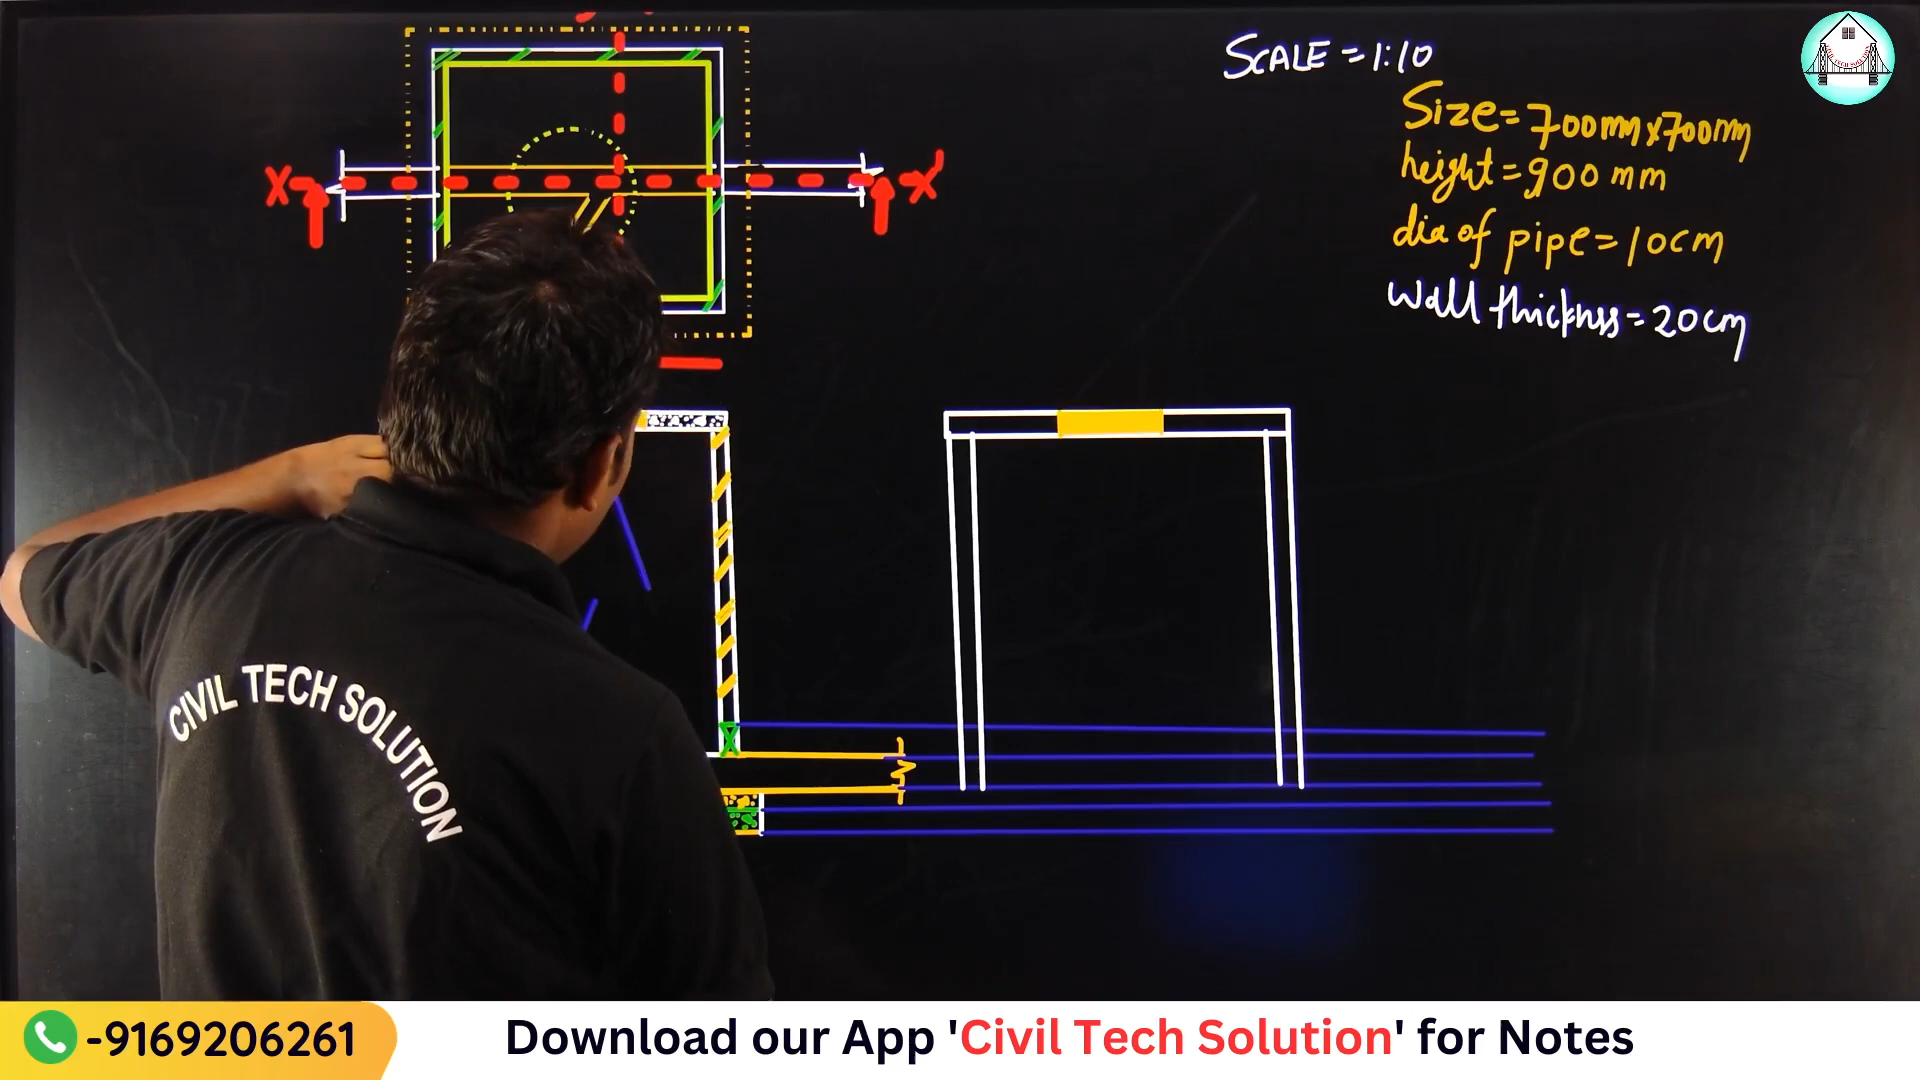 SCALE = 1:10
Size = 700mm x 700mm
height = 900 mm
dia of pipe = 10cm
wall thicknss = 20cm
X
X'
CIVIL TECH SOLUTION
-9169206261
Download our App 'Civil Tech Solution' for Notes